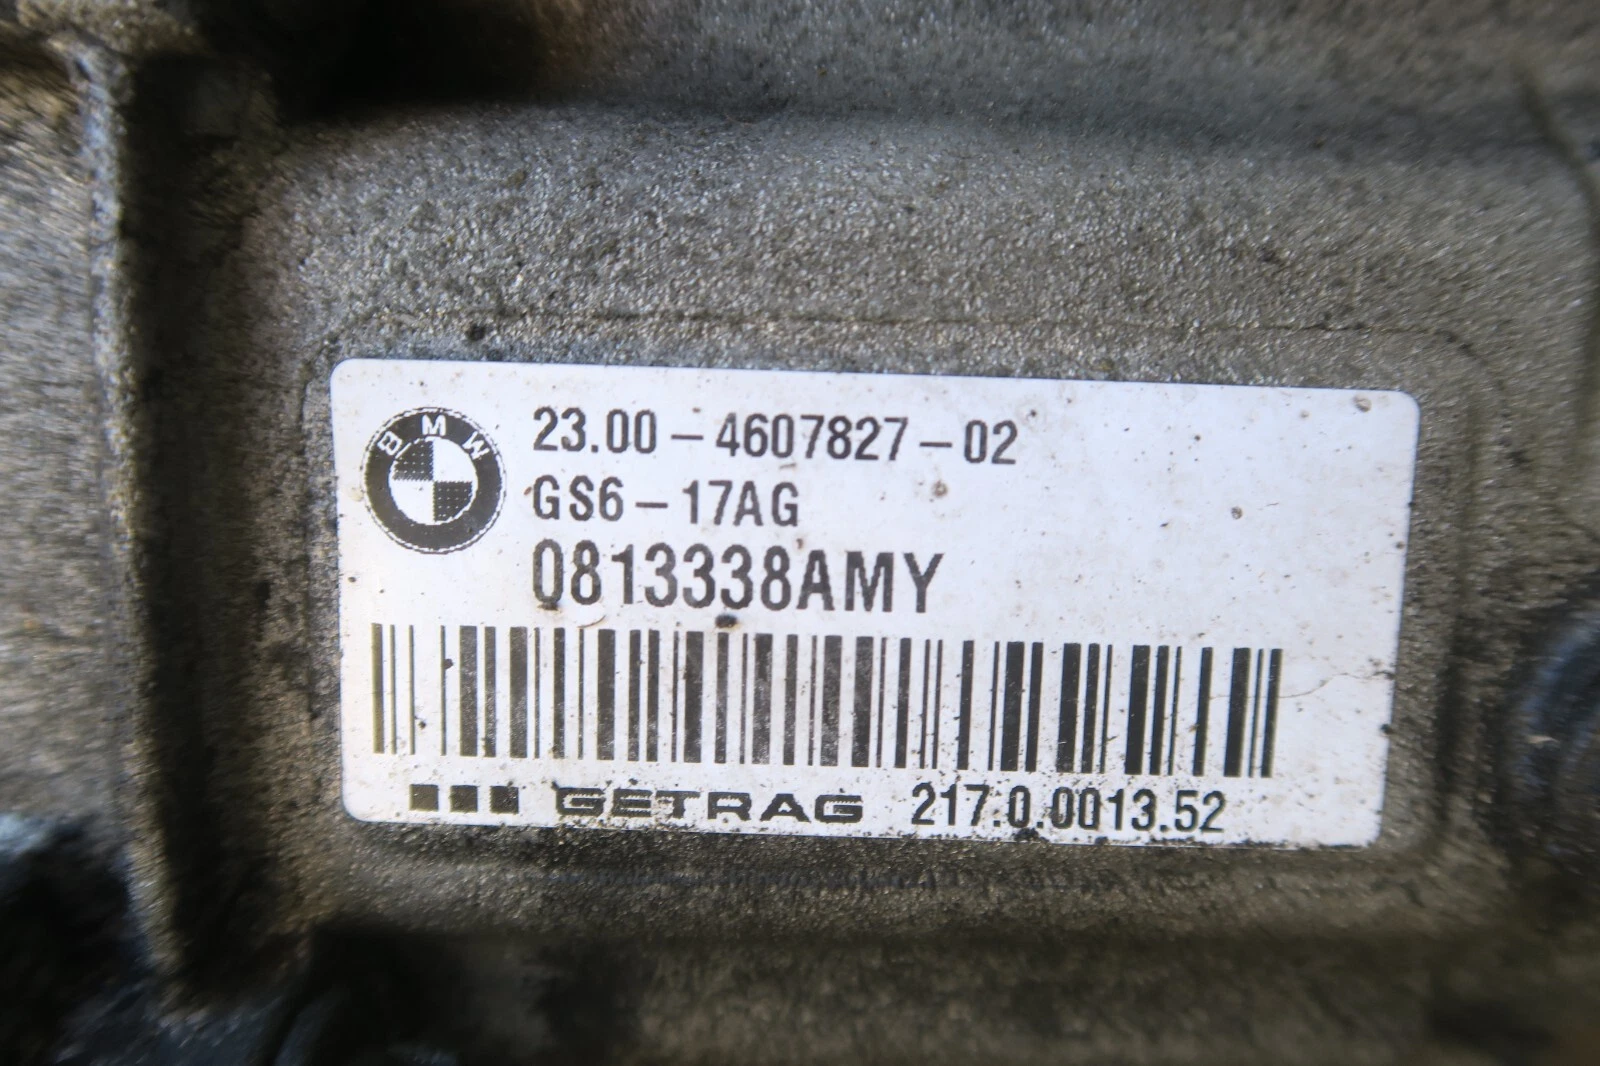 BMW
23.00-4607827-02
GS6-17AG
0813338AMY
GETRAG 217.0.0013.52